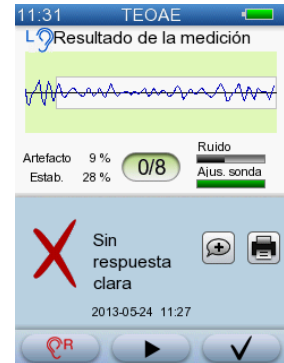 11:31 TEOAE
L Resultado de la medición
Artefacto 9 %
Estab. 28 %
0/8
Ruido
Ajus. sonda
Sin
respuesta
clara
2013-05-24 11:27
R